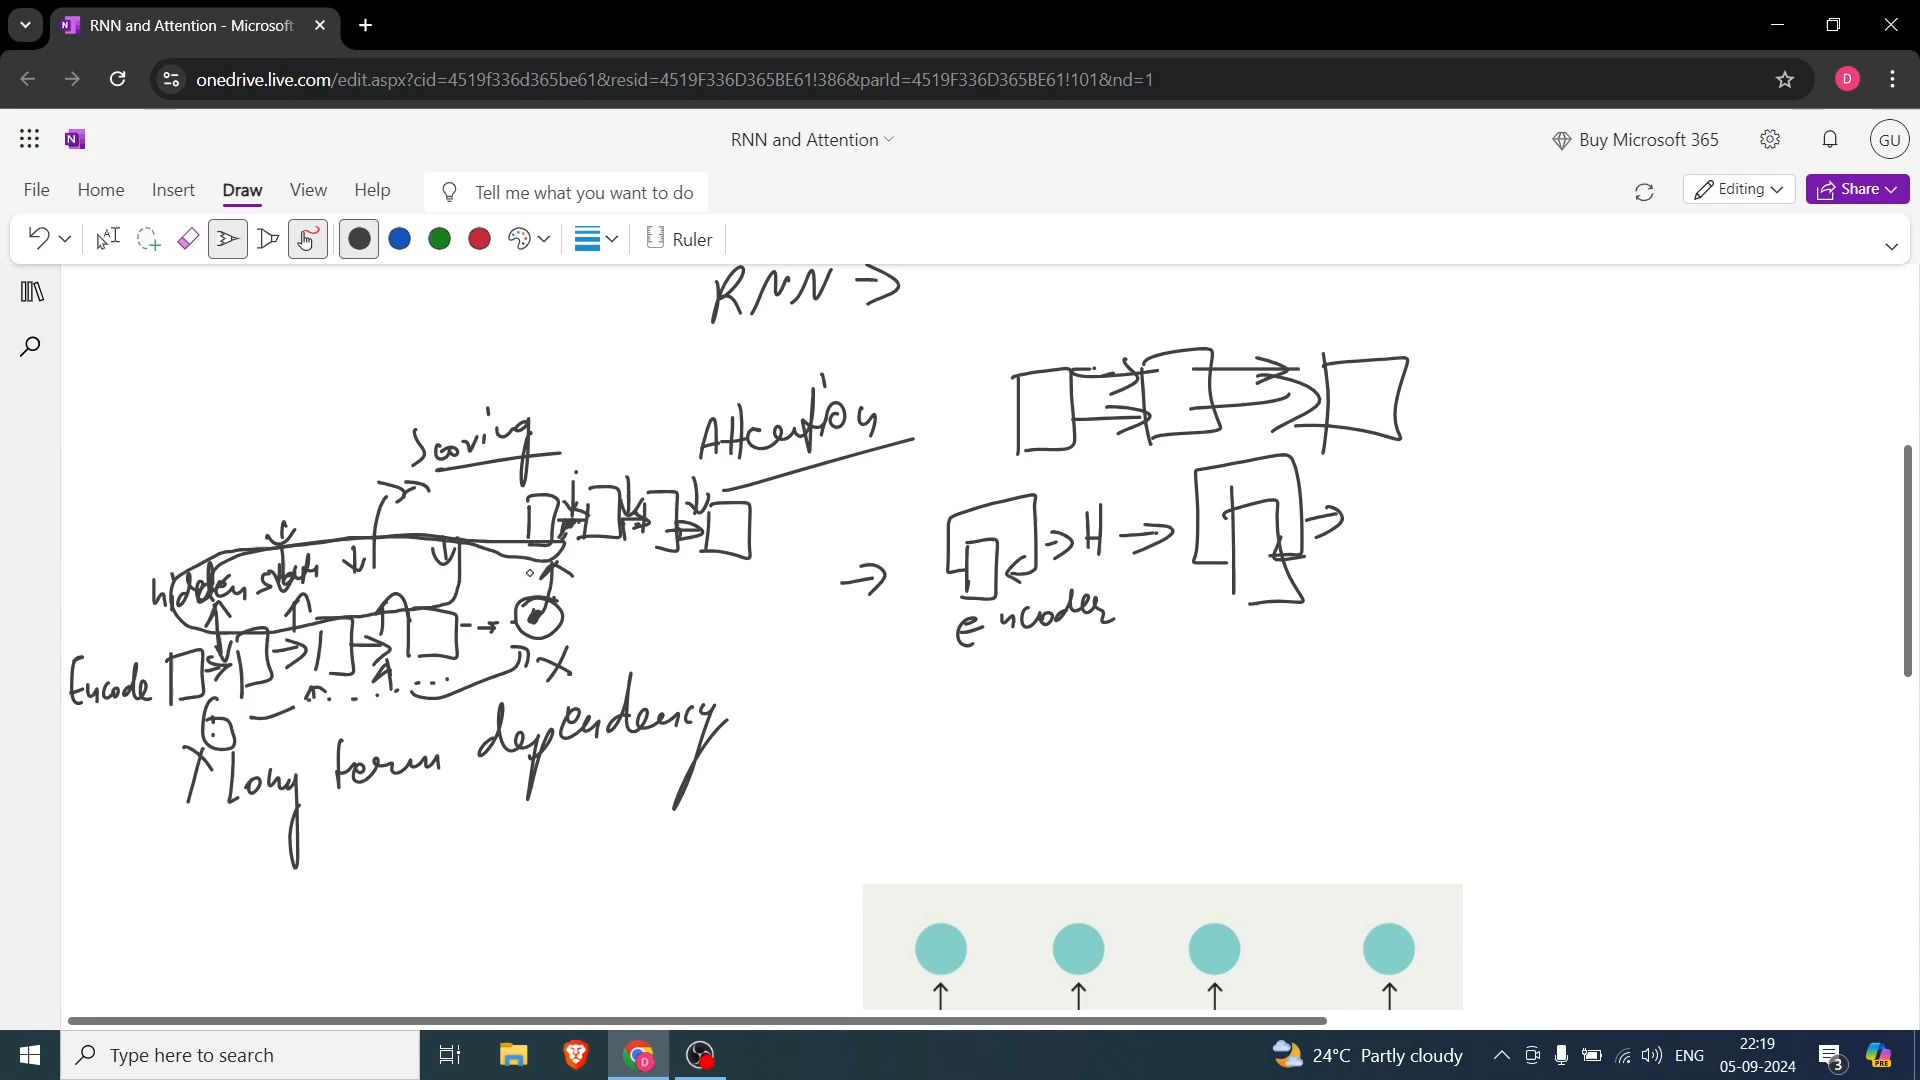 RNN and Attention - Microsoft
onedrive.live.com/edit.aspx?cid=4519f336d365be61&resid=4519F336D365BE61!386&parId=4519F336D365BE61!101&nd=1
D
RNN and Attention
Buy Microsoft 365
GU
File Home Insert Draw View Help
Tell me what you want to do
Editing
Share
Ruler
RNN =>
Attention
Scoring
hidden state
H
encoder
Encode
X
X
Long term dependency
Type here to search
24°C Partly cloudy
ENG
22:19
05-09-2024
3
PRE